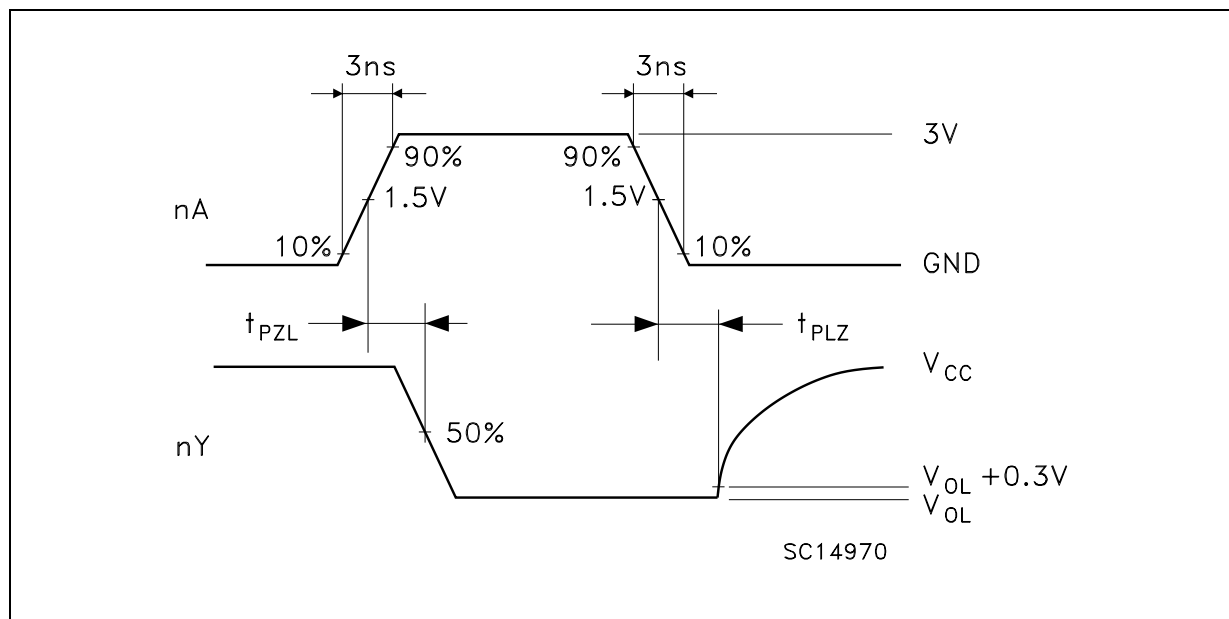 3ns 3ns
3V
90% 90%
1.5V 1.5V
nA
10% 10%
GND
tPZL tPLZ
VCC
50%
nY
VOL +0.3V
VOL
SC14970